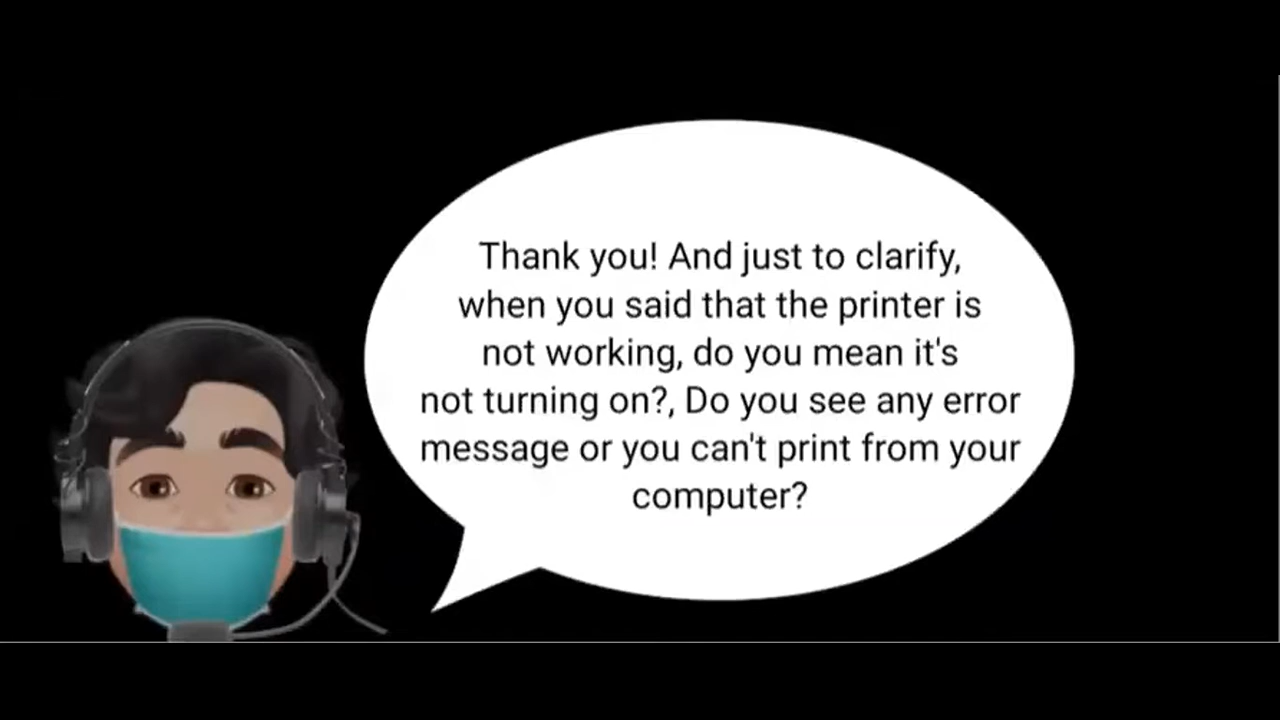 Thank you! And just to clarify,
when you said that the printer is
not working, do you mean it's
not turning on?, Do you see any error
message or you can't print from your
computer?